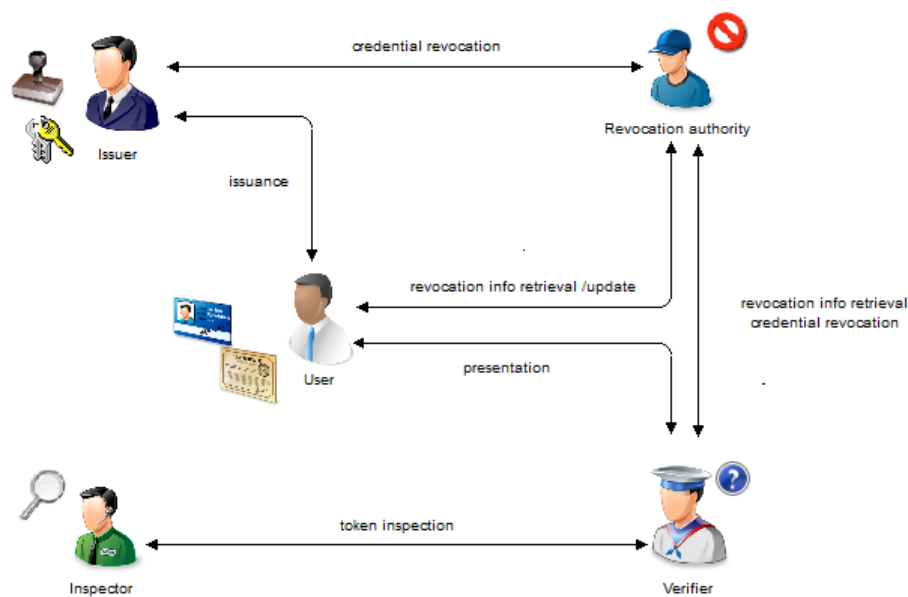 credential revocation
Revocation authority
Issuer
issuance
revocation info retrieval /update
revocation info retrieval
credential revocation
presentation
User
token inspection
Inspector
Verifier